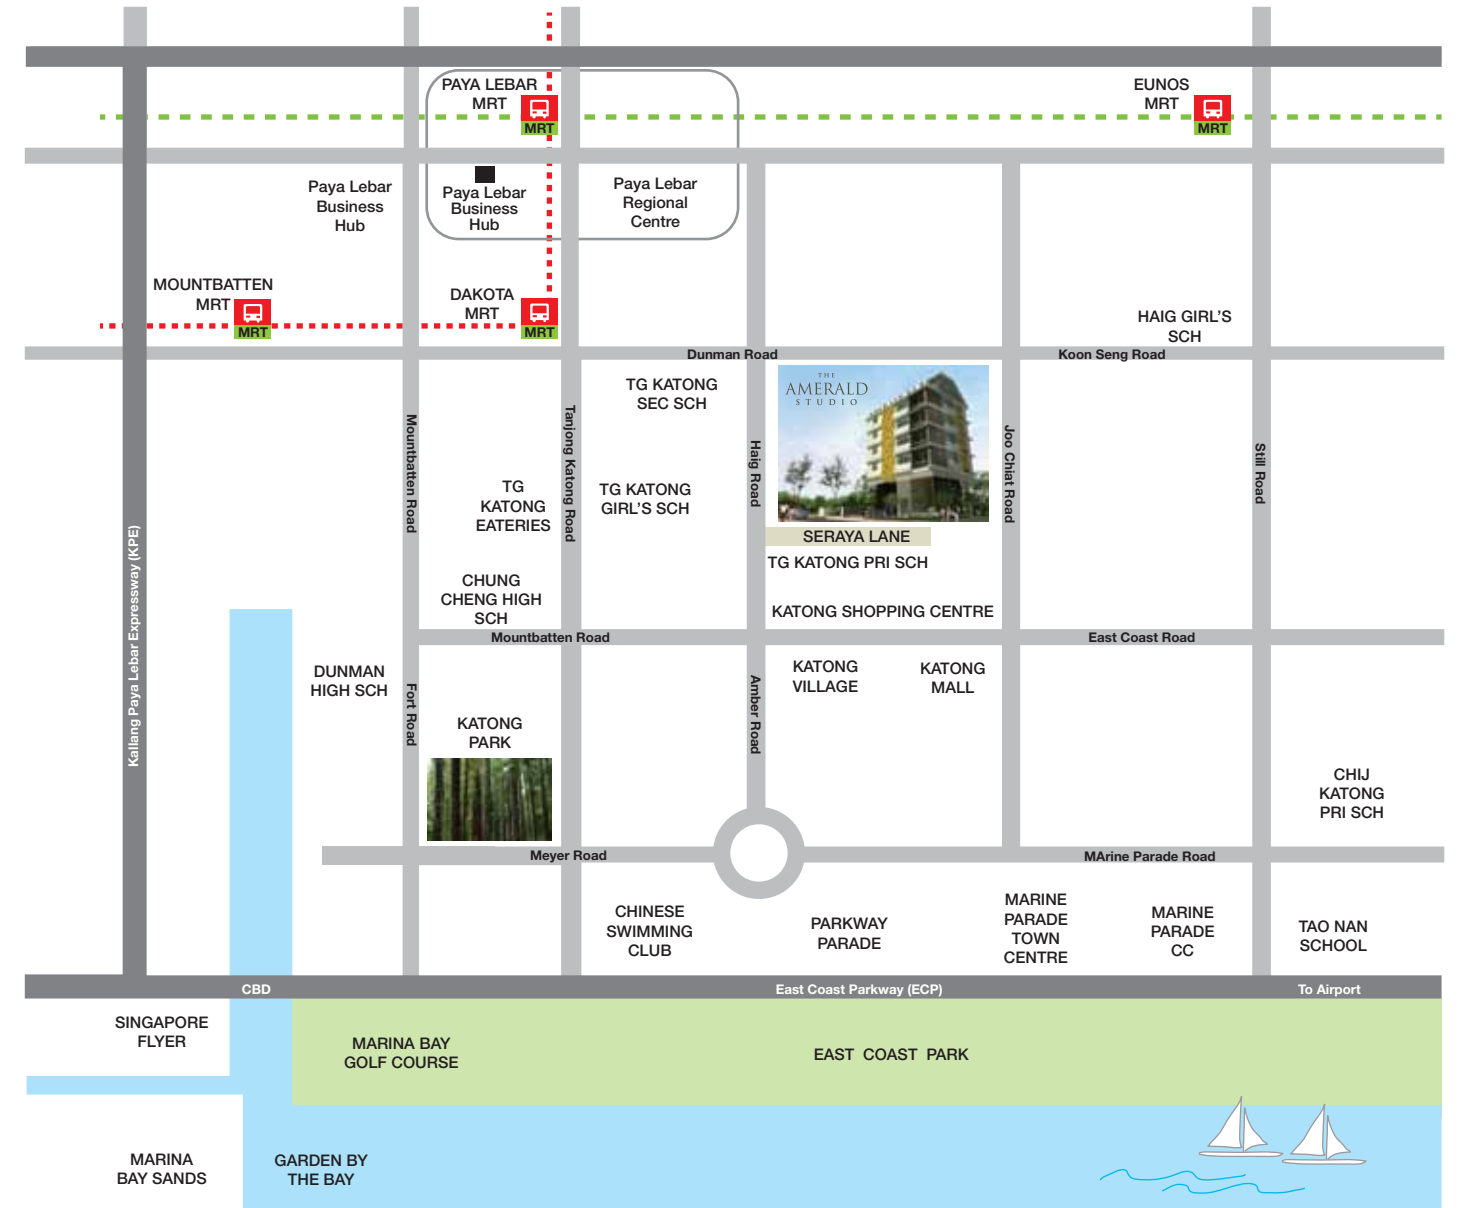 PAYA LEBAR
MRT
MRT
EUNOS
MRT
MRT
Paya Lebar
Business
Hub
Paya Lebar
Business
Hub
Paya Lebar
Regional
Centre
MOUNTBATTEN
MRT
MRT
DAKOTA
MRT
MRT
HAIG GIRL'S
SCH
Dunman Road
Koon Seng Road
TG KATONG
SEC SCH
THE
AMERALD
STUDIO
Mountbatten Road
Tanjong Katong Road
Haig Road
Joo Chiat Road
Still Road
TG
KATONG
EATERIES
TG KATONG
GIRL'S SCH
SERAYA LANE
TG KATONG PRI SCH
Kallang Paya Lebar Expressway (KPE)
CHUNG
CHENG HIGH
SCH
KATONG SHOPPING CENTRE
Mountbatten Road
East Coast Road
DUNMAN
HIGH SCH
Fort Road
KATONG
PARK
Amber Road
KATONG
VILLAGE
KATONG
MALL
CHIJ
KATONG
PRI SCH
Meyer Road
MArine Parade Road
CHINESE
SWIMMING
CLUB
PARKWAY
PARADE
MARINE
PARADE
TOWN
CENTRE
MARINE
PARADE
CC
TAO NAN
SCHOOL
CBD
East Coast Parkway (ECP)
To Airport
SINGAPORE
FLYER
MARINA BAY
GOLF COURSE
EAST COAST PARK
MARINA
BAY SANDS
GARDEN BY
THE BAY